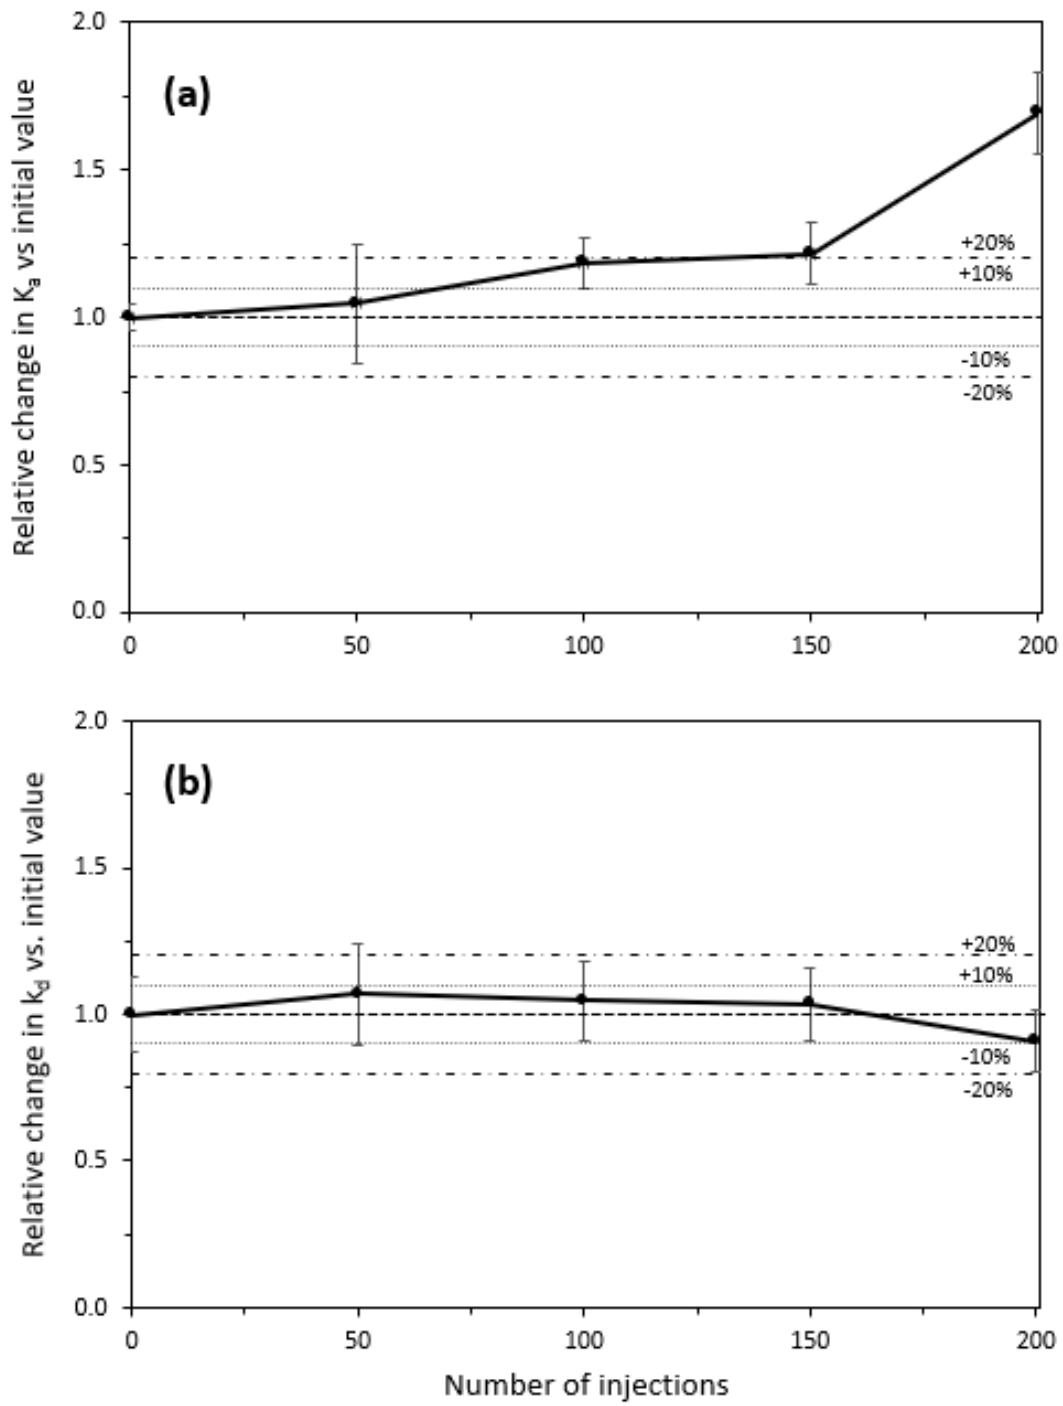 Relative change in Ka vs initial value
2.0
1.5
1.0
0.5
0.0
(a)
+20%
+10%
-10%
-20%
0 50 100 150 200
Relative change in kd vs. initial value
2.0
1.5
1.0
0.5
0.0
(b)
+20%
+10%
-10%
-20%
0 50 100 150 200
Number of injections